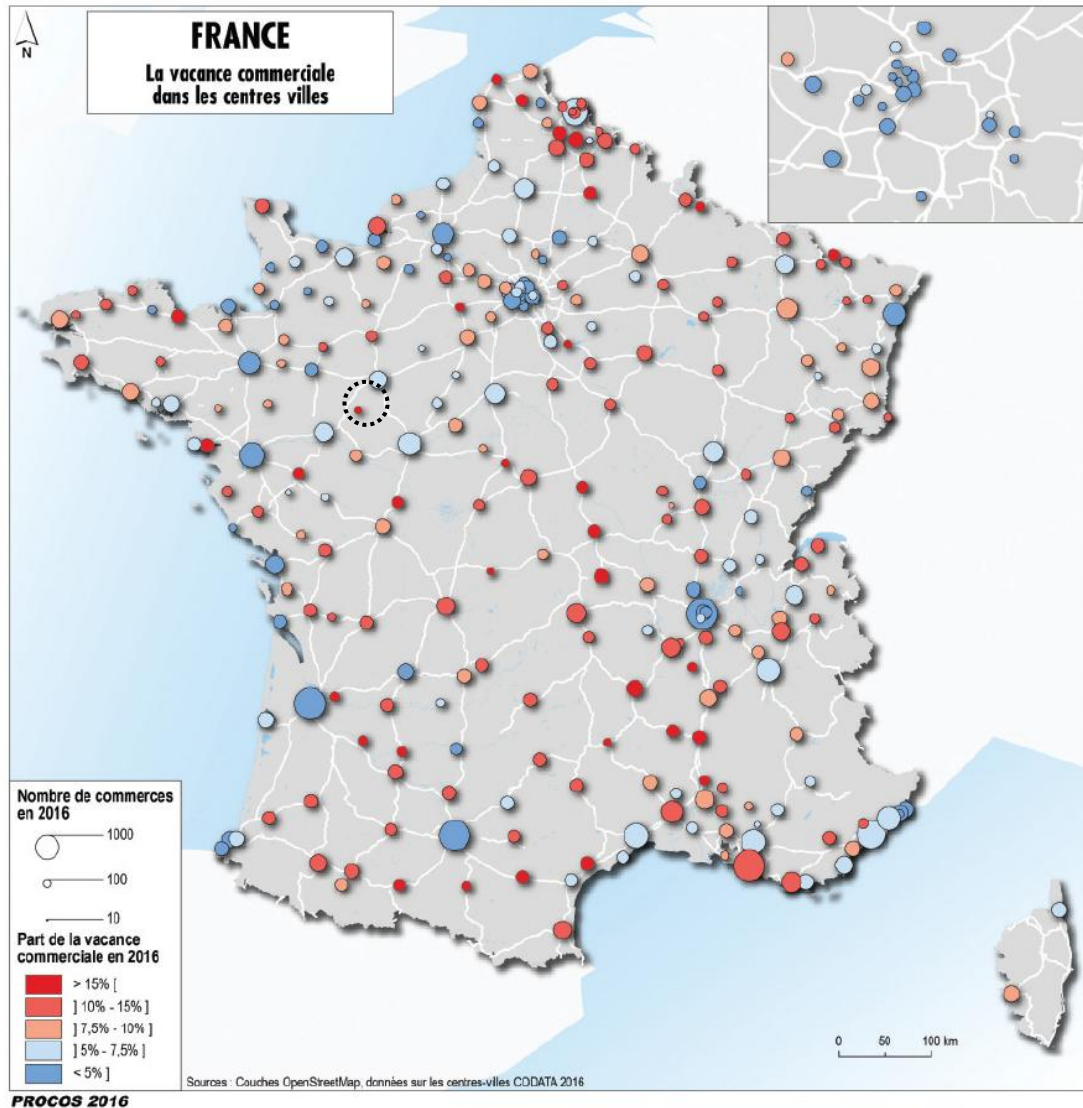 N
FRANCE
La vacance commerciale
dans les centres villes
Nombre de commerces
en 2016
1000
100
10
Part de la vacance
commerciale en 2016
> 15% [
] 10% - 15% ]
] 7,5% - 10% ]
] 5% - 7,5% ]
< 5% ]
0 50 100 km
Sources : Couches OpenStreetMap, données sur les centres-villes CODATA 2016
PROCOS 2016